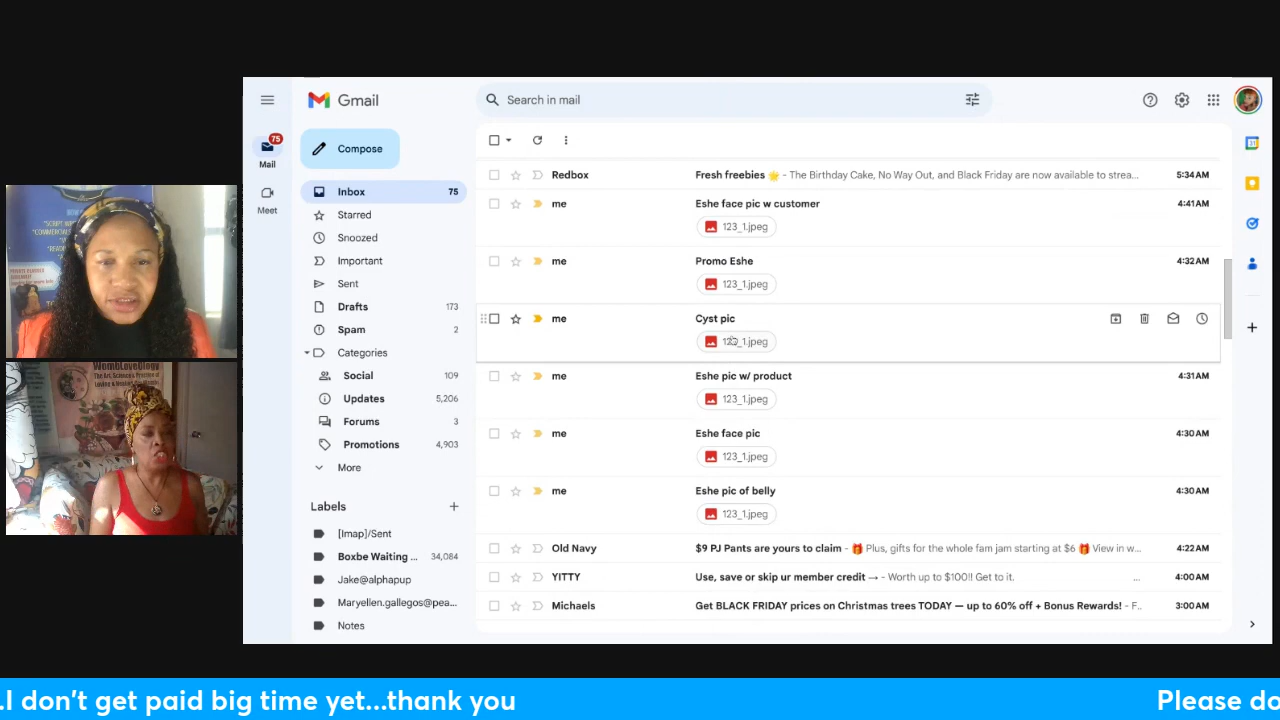 Gmail
Search in mail
75
Mail
Meet
Compose
Inbox 75
Starred
Snoozed
Important
Sent
Drafts 173
Spam 2
Categories
Social 109
Updates 5,206
Forums 3
Promotions 4,903
More
Labels
[Imap]/Sent
Boxbe Waiting ... 34,084
Jake@alphapup
Maryellen.gallegos@pea...
Notes
Redbox Fresh freebies 🌟 - The Birthday Cake, No Way Out, and Black Friday are now available to strea... 5:34 AM
me Eshe face pic w customer 4:41 AM
123_1.jpeg
me Promo Eshe 4:32 AM
123_1.jpeg
me Cyst pic
123_1.jpeg
me Eshe pic w/ product 4:31 AM
123_1.jpeg
me Eshe face pic 4:30 AM
123_1.jpeg
me Eshe pic of belly 4:30 AM
123_1.jpeg
Old Navy $9 PJ Pants are yours to claim - 🎁 Plus, gifts for the whole fam jam starting at $6 🎁 View in w... 4:22 AM
YITTY Use, save or skip ur member credit → - Worth up to $100!! Get to it. ... 4:00 AM
Michaels Get BLACK FRIDAY prices on Christmas trees TODAY — up to 60% off + Bonus Rewards! - F.. 3:00 AM
WombLoveology
The Art, Science & Practice of
.I don't get paid big time yet...thank you
Please do